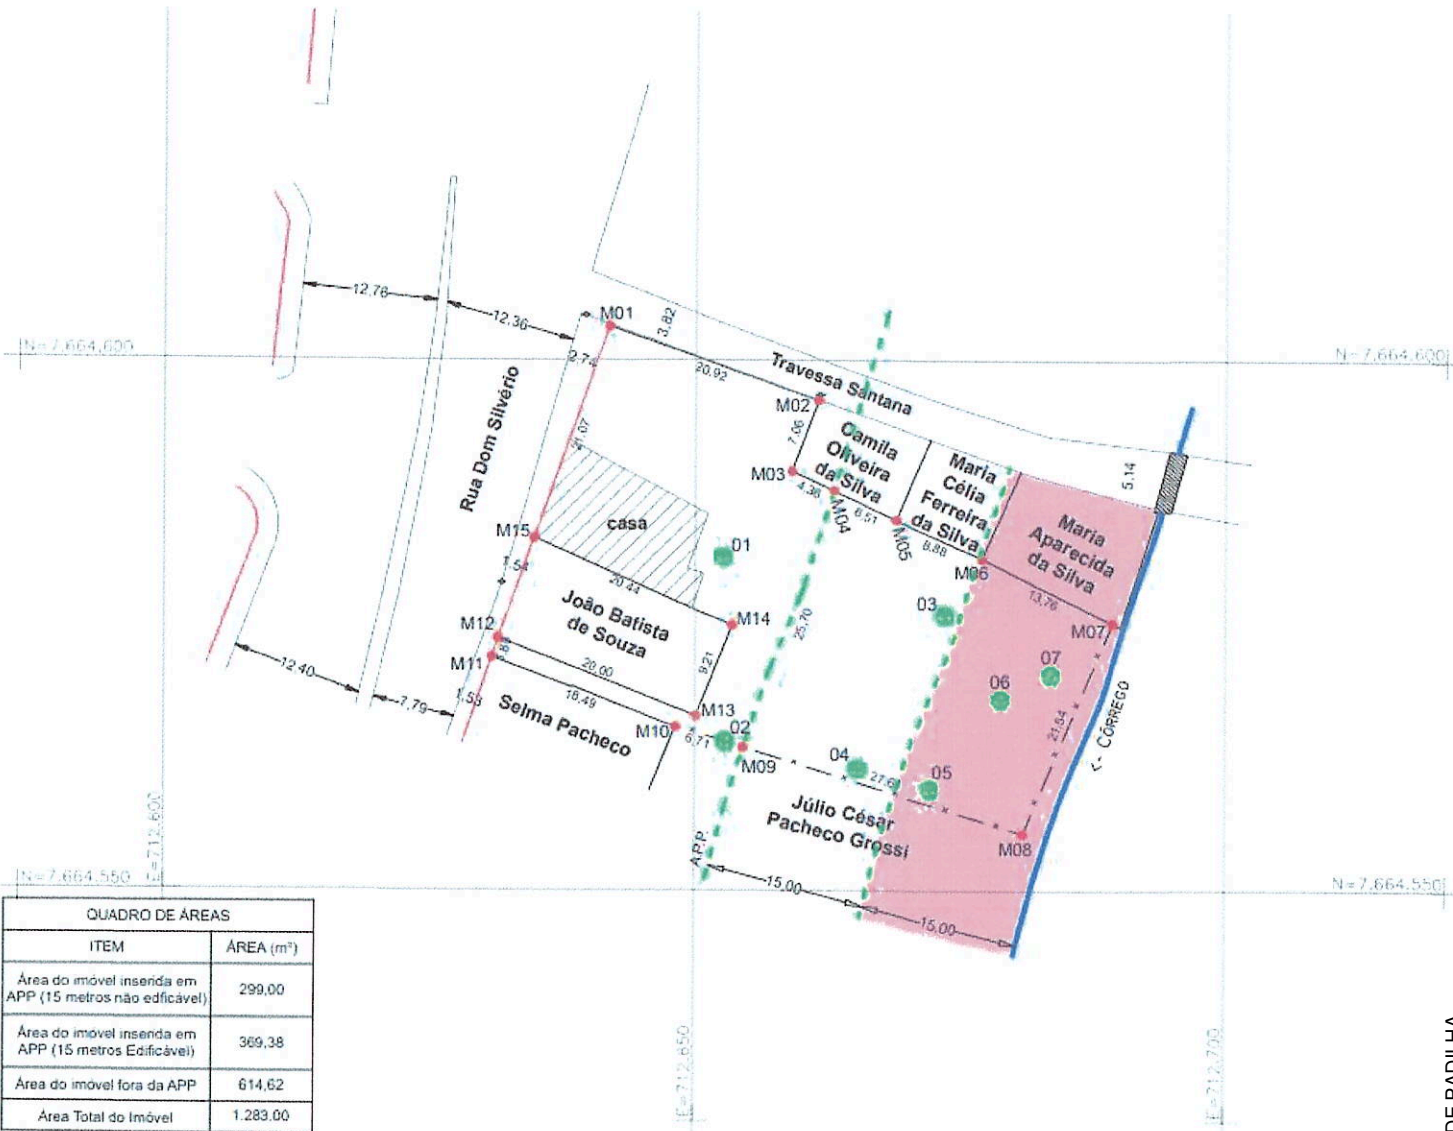 12,76
12,36
M01
3,82
N=7.664.600
N=7.664.600
2,74
20,92
Travessa Santana
Rua Dom Silvério
M02
7,06
Camila
Oliveira
da Silva
21,07
M03
4,36
M04
6,51
M05
Maria
Célia
Ferreira
da Silva
8,88
5,14
Maria
Aparecida
da Silva
casa
M15
01
M06
13,76
1,54
20,44
03
João Batista
de Souza
M14
25,70
M07
M12
M11
20,00
9,21
07
06
12,40
7,79
1,53
18,49
Selma Pacheco
M13
M10
6,71
02
M09
04
27,6
05
21,84
<- CÓRREGO
Júlio César
Pacheco Grossi
M08
A.P.P.
15,00
15,00
N=7.664.550
N=7.664.550
E=712.600
E=712.650
E=712.700
QUADRO DE ÁREAS
ITEM ÁREA (m²)
Área do imóvel inserida em
APP (15 metros não edficável) 299,00
Área do imóvel inserida em
APP (15 metros Edificável) 369,38
Área do imóvel fora da APP 614,62
Área Total do Imóvel 1.283,00
DE BADILHA